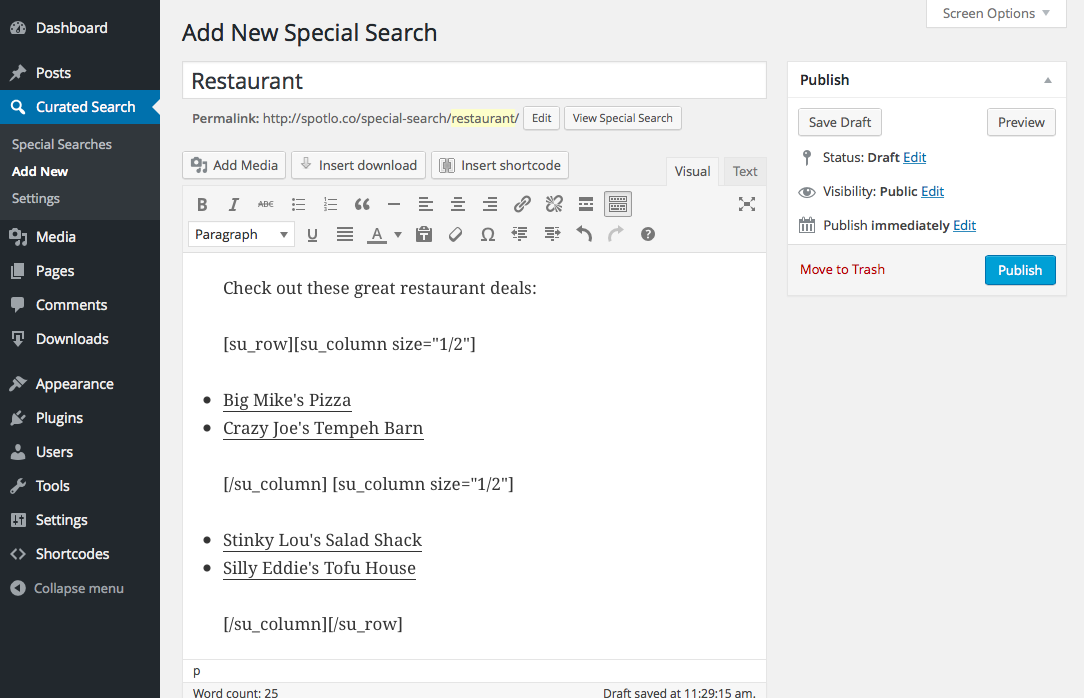 Dashboard
Posts
Curated Search
Special Searches
Add New
Settings
Media
Pages
Comments
Downloads
Appearance
Plugins
Users
Tools
Settings
Shortcodes
Collapse menu
Screen Options
Add New Special Search
Restaurant
Permalink: http://spotlo.co/special-search/restaurant/ Edit View Special Search
Add Media Insert download Insert shortcode
Visual Text
B I ABC
Paragraph U A Ω
Check out these great restaurant deals:
[su_row][su_column size="1/2"]
Big Mike's Pizza
Crazy Joe's Tempeh Barn
[/su_column] [su_column size="1/2"]
Stinky Lou's Salad Shack
Silly Eddie's Tofu House
[/su_column][/su_row]
p
Word count: 25 Draft saved at 11:29:15 am.
Publish
Save Draft Preview
Status: Draft Edit
Visibility: Public Edit
Publish immediately Edit
Move to Trash Publish